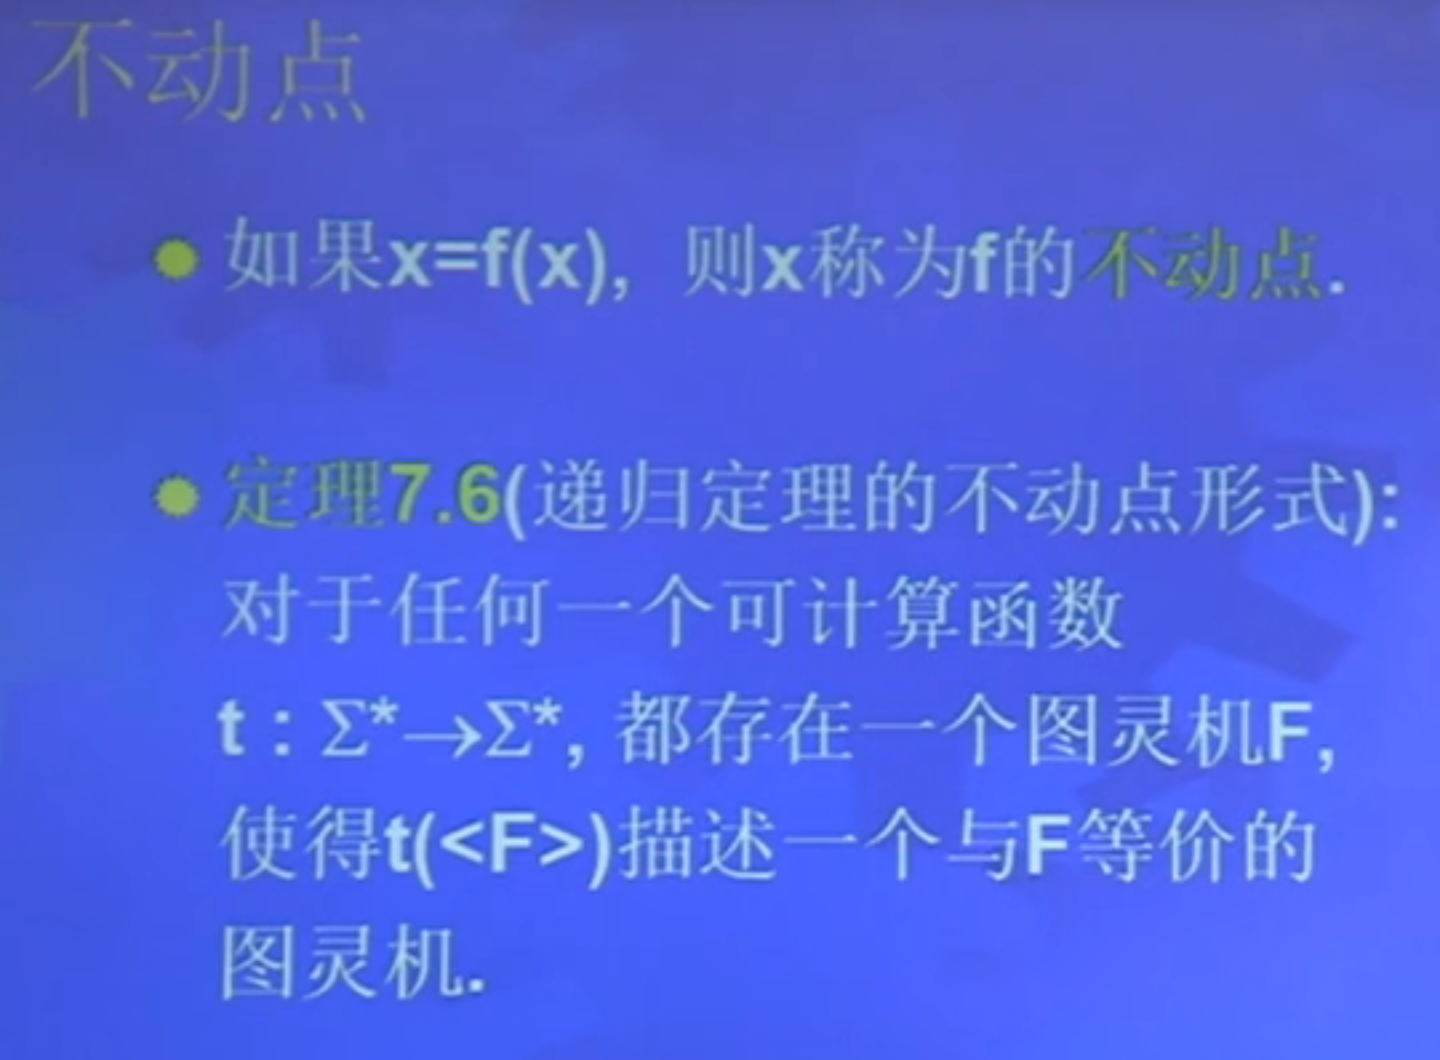 不动点
如果x=f(x), 则x称为f的不动点.
定理7.6(递归定理的不动点形式):
对于任何一个可计算函数
t : Σ*→Σ*, 都存在一个图灵机F,
使得t(<F>)描述一个与F等价的
图灵机.